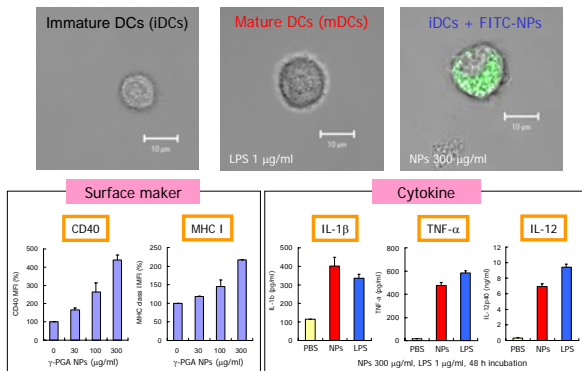 Immature DCs (iDCs)
10 μm
Mature DCs (mDCs)
LPS 1 μg/ml
10 μm
iDCs + FITC-NPs
NPs 300 μg/ml
10 μm
Surface maker
CD40
CD40 MFI (%)
500
400
300
200
100
0
0 30 100 300
MHC I
MHC class I MFI (%)
250
200
150
100
50
0
0 30 100 300
γ-PGA NPs (μg/ml)
Cytokine
IL-1β
IL-1b (pg/ml)
500
400
300
200
100
0
PBS NPs LPS
TNF-α
TNF-a (pg/ml)
800
600
400
200
0
PBS NPs LPS
IL-12
IL-12p40 (ng/ml)
12
10
8
6
4
2
0
PBS NPs LPS
NPs 300 μg/ml, LPS 1 μg/ml, 48 h incubation